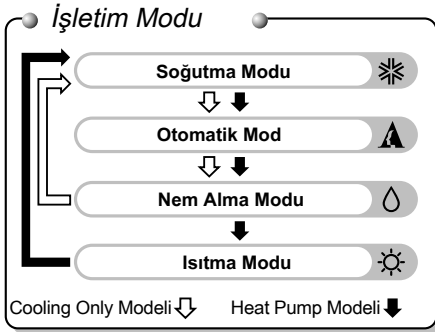 İşletim Modu
Soğutma Modu
Otomatik Mod
Nem Alma Modu
Isıtma Modu
Cooling Only Modeli Heat Pump Modeli